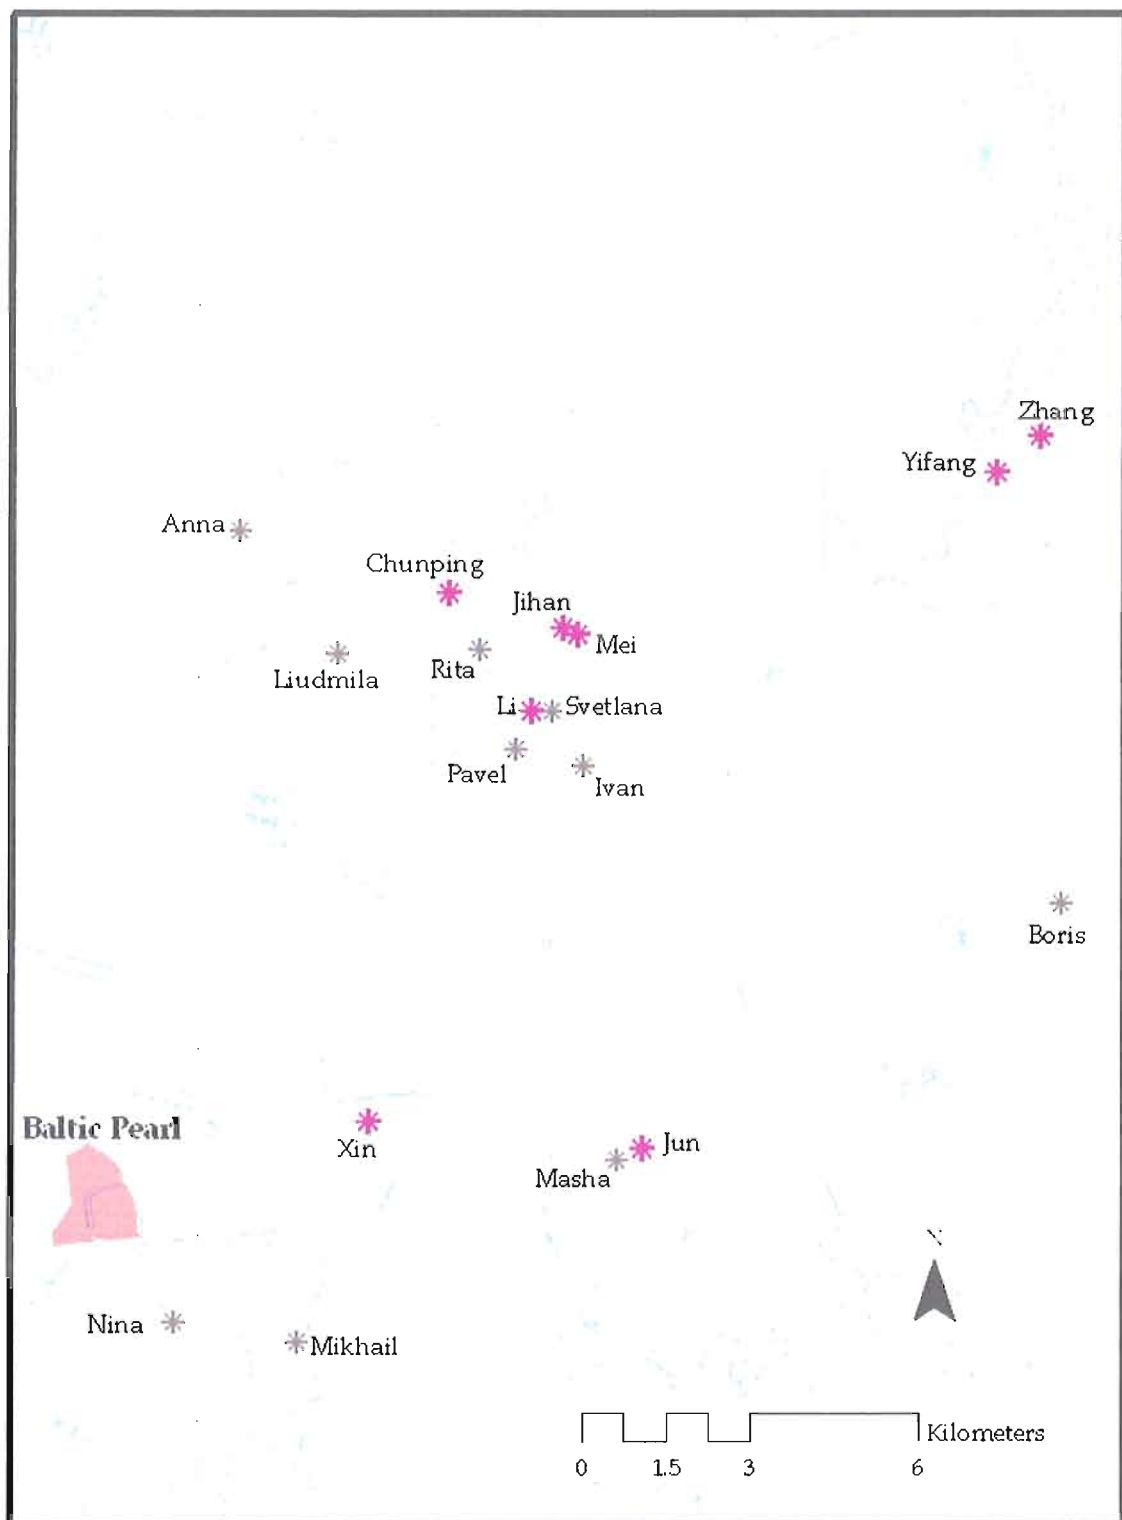 Zhang
Yifang
Anna
Chunping
Jihan
Mei
Rita
Liudmila
Li
Svetlana
Pavel
Ivan
Boris
Baltic Pearl
Xin
Jun
Masha
N
Nina
Mikhail
Kilometers
0 1.5 3 6